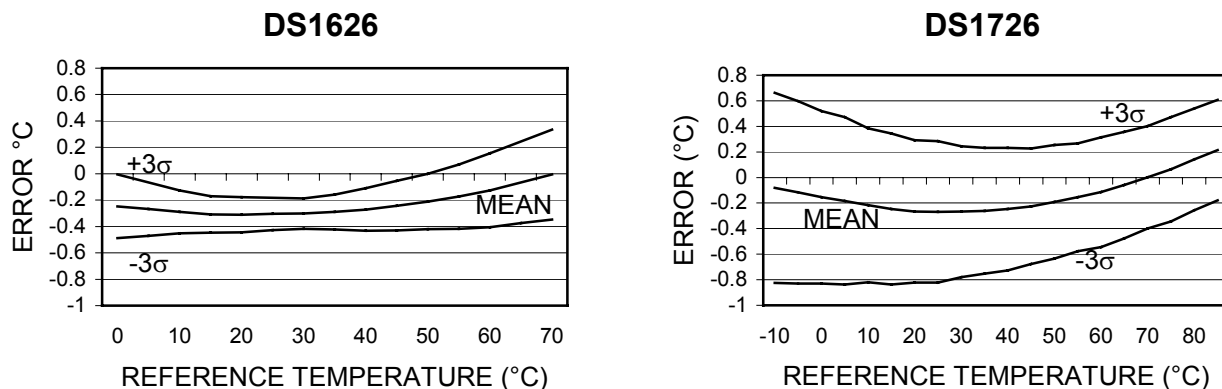 DS1626
0.8
0.6
0.4
0.2
0
-0.2
-0.4
-0.6
-0.8
-1
ERROR °C
+3σ
MEAN
-3σ
0 10 20 30 40 50 60 70
REFERENCE TEMPERATURE (°C)
DS1726
0.8
0.6
0.4
0.2
0
-0.2
-0.4
-0.6
-0.8
-1
ERROR (°C)
+3σ
MEAN
-3σ
-10 0 10 20 30 40 50 60 70 80
REFERENCE TEMPERATURE (°C)